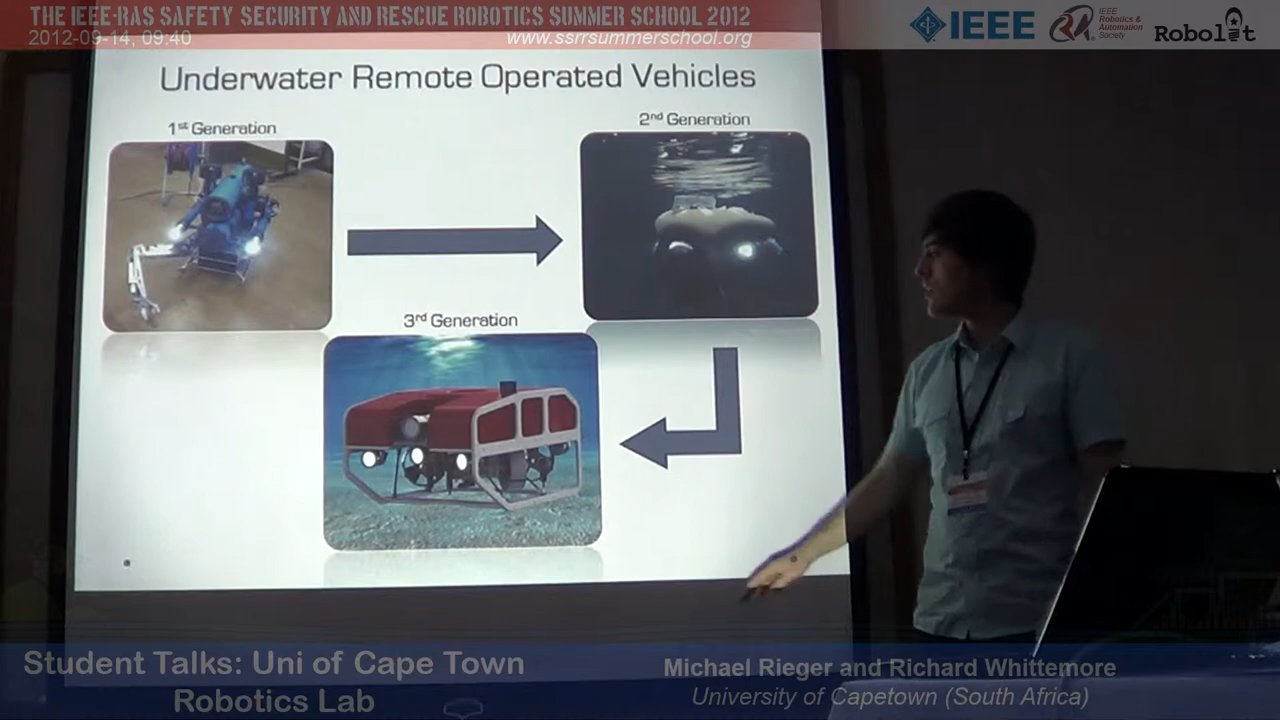 THE IEEE-RAS SAFETY SECURITY AND RESCUE ROBOTICS SUMMER SCHOOL 2012
2012-09-14, 09:40
www.ssrrsummerschool.org
IEEE
IEEE
Robotics &
Automation
Society
Robolit
Underwater Remote Operated Vehicles
1st Generation
2nd Generation
3rd Generation
Student Talks: Uni of Cape Town
Robotics Lab
Michael Rieger and Richard Whittemore
University of Capetown (South Africa)